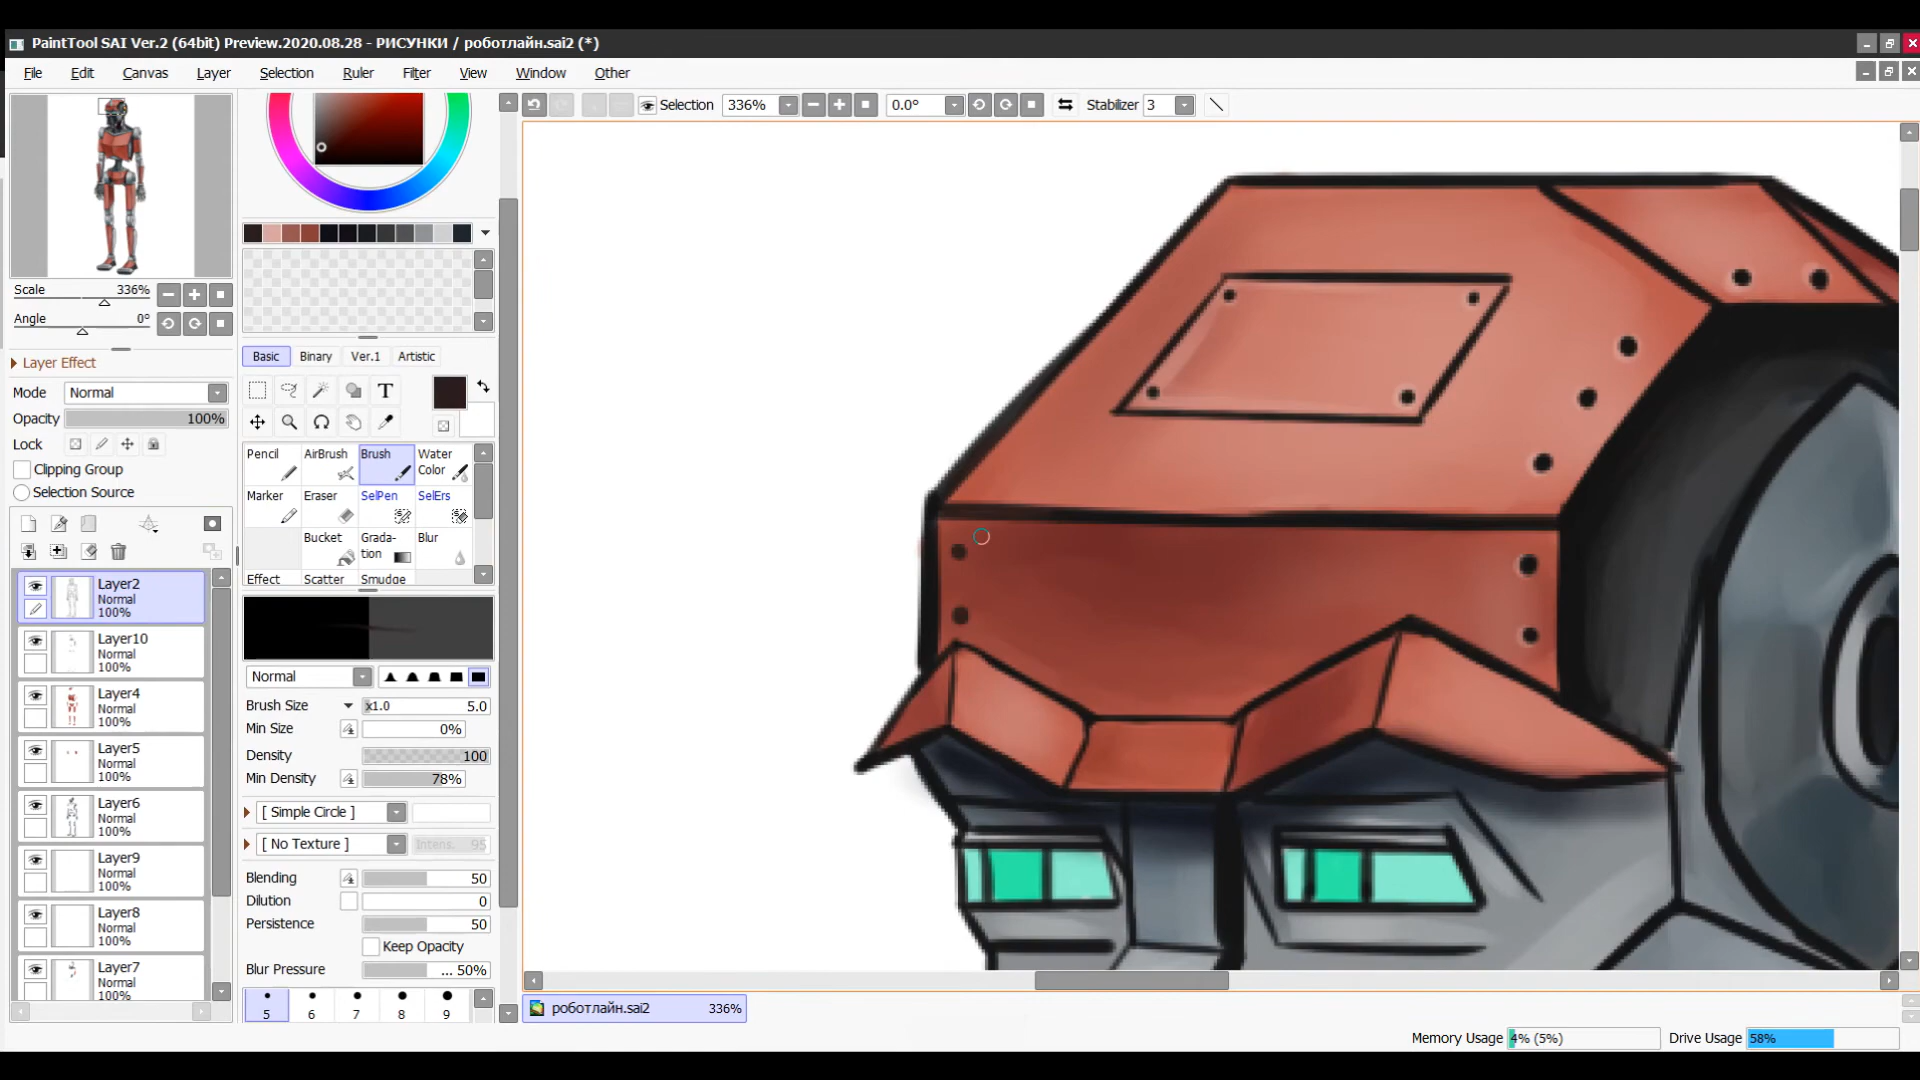 PaintTool SAI Ver.2 (64bit) Preview.2020.08.28 - РИСУНКИ / роботлайн.sai2 (*)
File Edit Canvas Layer Selection Ruler Filter View Window Other
Selection 336% 0.0° Stabilizer 3
Scale 336%
Angle 0°
Layer Effect
Mode Normal
Opacity 100%
Lock
Clipping Group
Selection Source
Layer2
Normal
100%
Layer10
Normal
100%
Layer4
Normal
100%
Layer5
Normal
100%
Layer6
Normal
100%
Layer9
Normal
100%
Layer8
Normal
100%
Layer7
Normal
100%
Basic Binary Ver.1 Artistic
T
Pencil AirBrush Brush Water Color
Marker Eraser SelPen SelErs
Bucket Grada-tion Blur
Effect Scatter Smudge
Normal
Brush Size x1.0 5.0
Min Size 0%
Density 100
Min Density 78%
[ Simple Circle ]
[ No Texture ] Intens. 95
Blending 50
Dilution 0
Persistence 50
Keep Opacity
Blur Pressure ... 50%
5 6 7 8 9
роботлайн.sai2 336%
Memory Usage 4% (5%) Drive Usage 58%